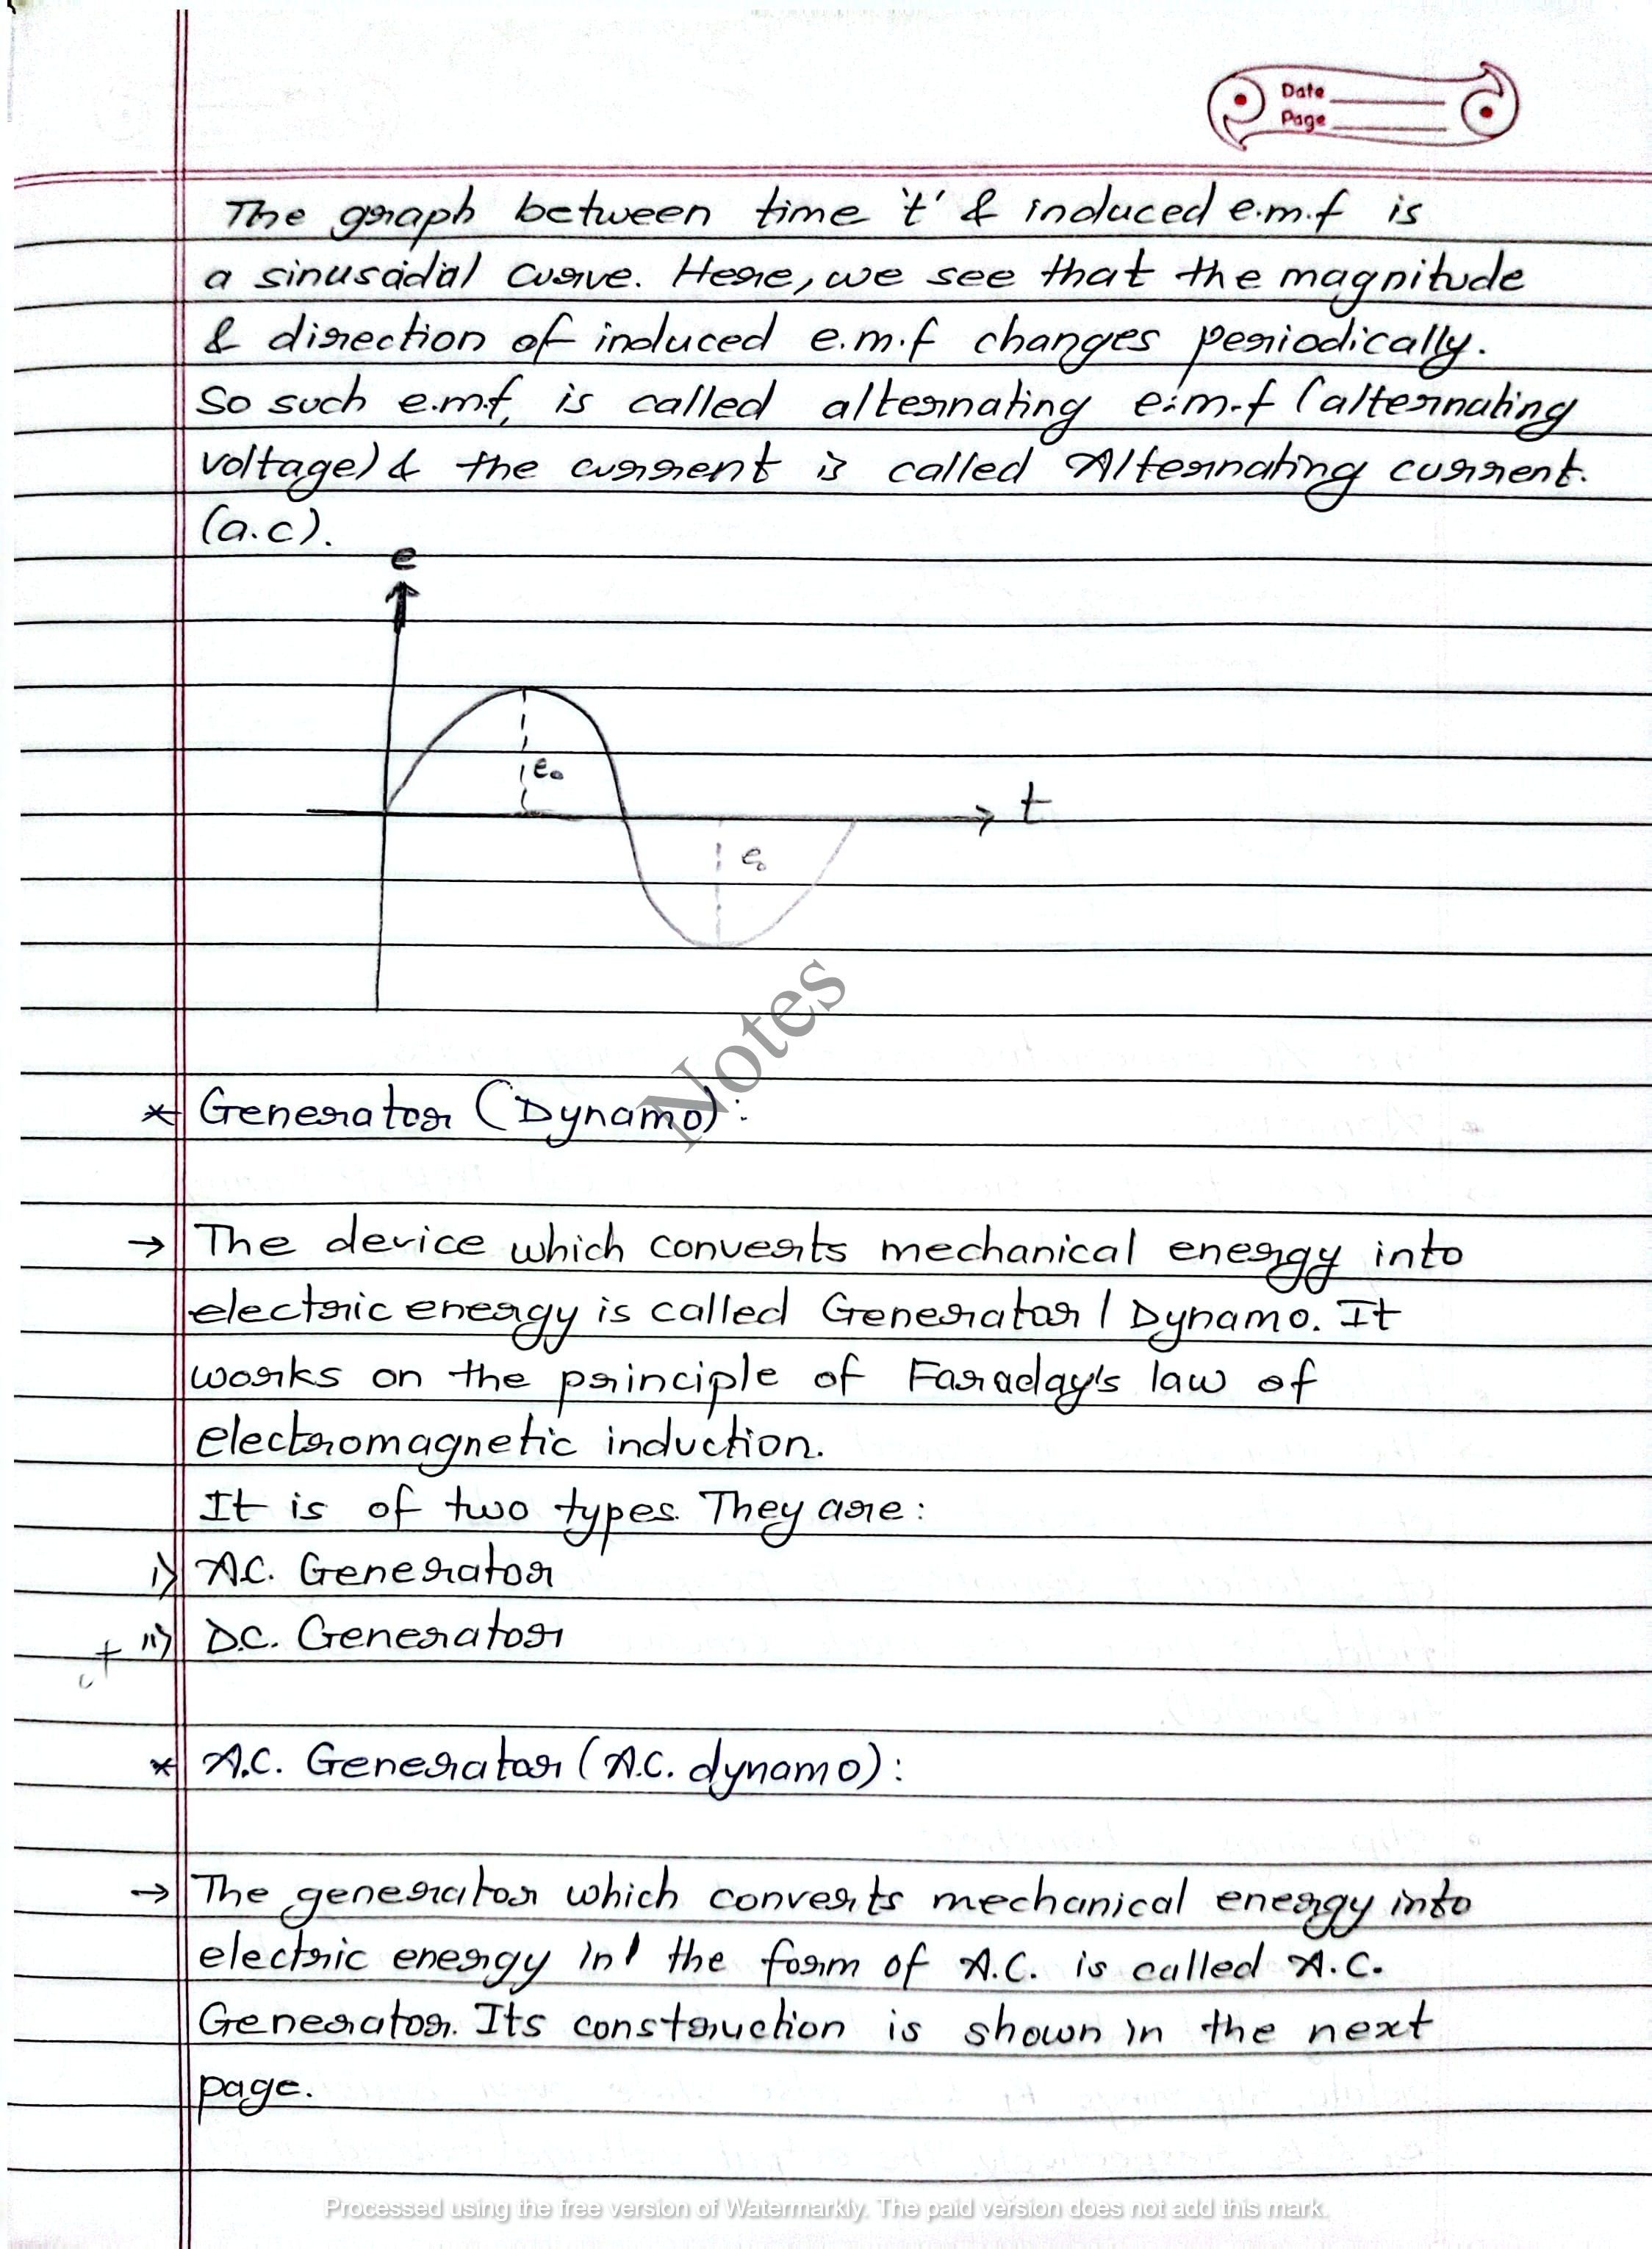 Date
Page
The graph between time 't' & induced e.m.f is
a sinusádál curve. Here, we see that the magnitude
& direction of induced e.m.f changes periodically.
So such e.m.f, is called alternating e.m.f (alternating
voltage) & the current is called Alternating current.
(a.c).
e
e₀
t
e₀
Notes
* Generator (Dynamo):
→ The device which converts mechanical energy into
electric energy is called Generator / Dynamo. It
works on the principle of Faraday's law of
electromagnetic induction.
It is of two types. They are:
i) A.C. Generator
ii) D.C. Generator
* A.C. Generator (A.C. dynamo):
→ The generator which converts mechanical energy into
electric energy in the form of A.C. is called A.C.
Generator. Its construction is shown in the next
page.
Processed using the free version of Watermarkly. The paid version does not add this mark.